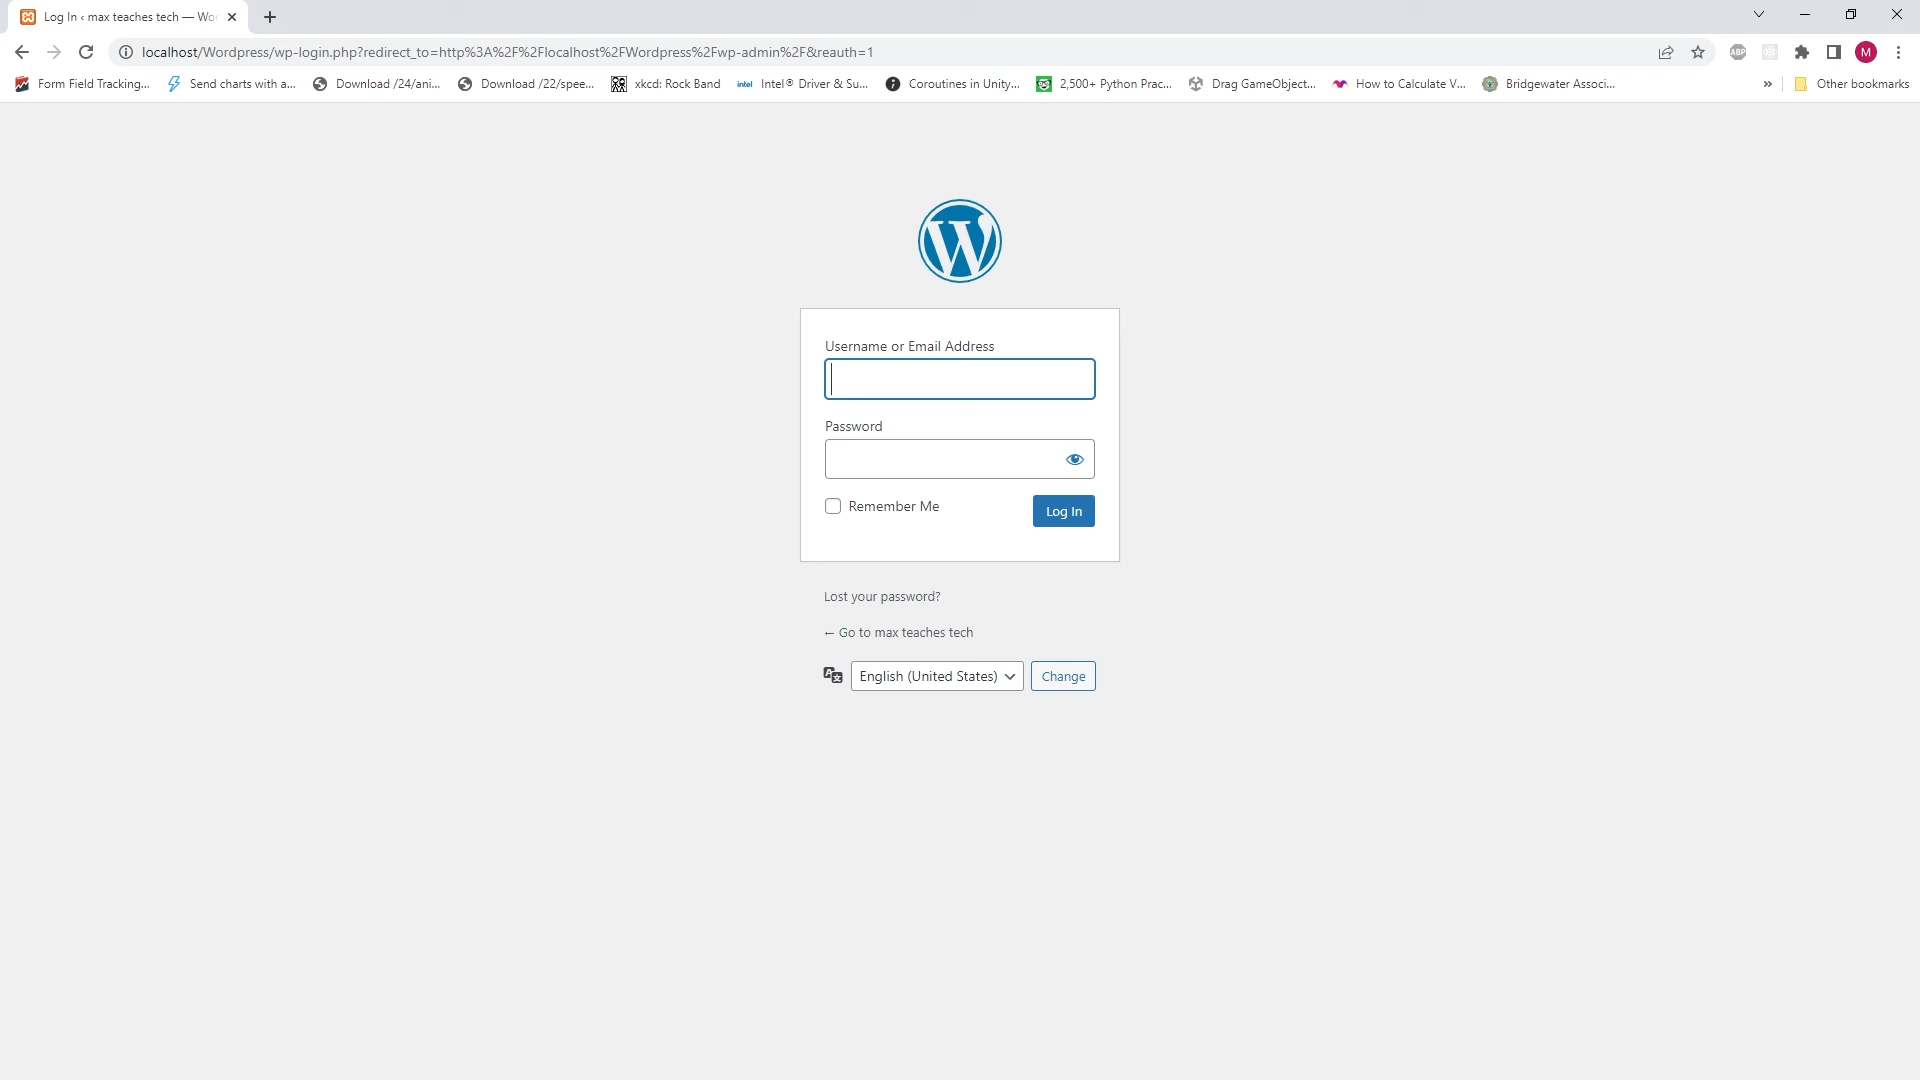 Log In ‹ max teaches tech — Wor
localhost/Wordpress/wp-login.php?redirect_to=http%3A%2F%2Flocalhost%2FWordpress%2Fwp-admin%2F&reauth=1
ABP
M
Form Field Tracking... Send charts with a... Download /24/ani... Download /22/spee... xkcd: Rock Band intel Intel® Driver & Su... Coroutines in Unity... 2,500+ Python Prac... Drag GameObject... How to Calculate V... Bridgewater Associ... » Other bookmarks
Username or Email Address
Password
Remember Me
Log In
Lost your password?
← Go to max teaches tech
English (United States)
Change